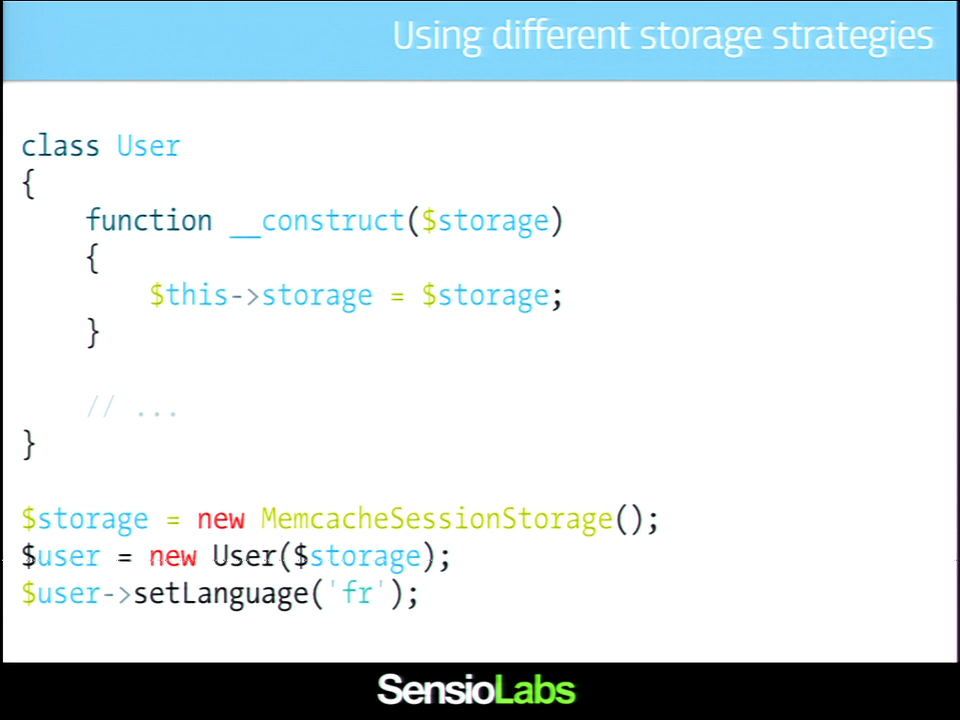 Using different storage strategies
class User
{
    function __construct($storage)
    {
        $this->storage = $storage;
    }
    // ...
}
$storage = new MemcacheSessionStorage();
$user = new User($storage);
$user->setLanguage('fr');
SensioLabs